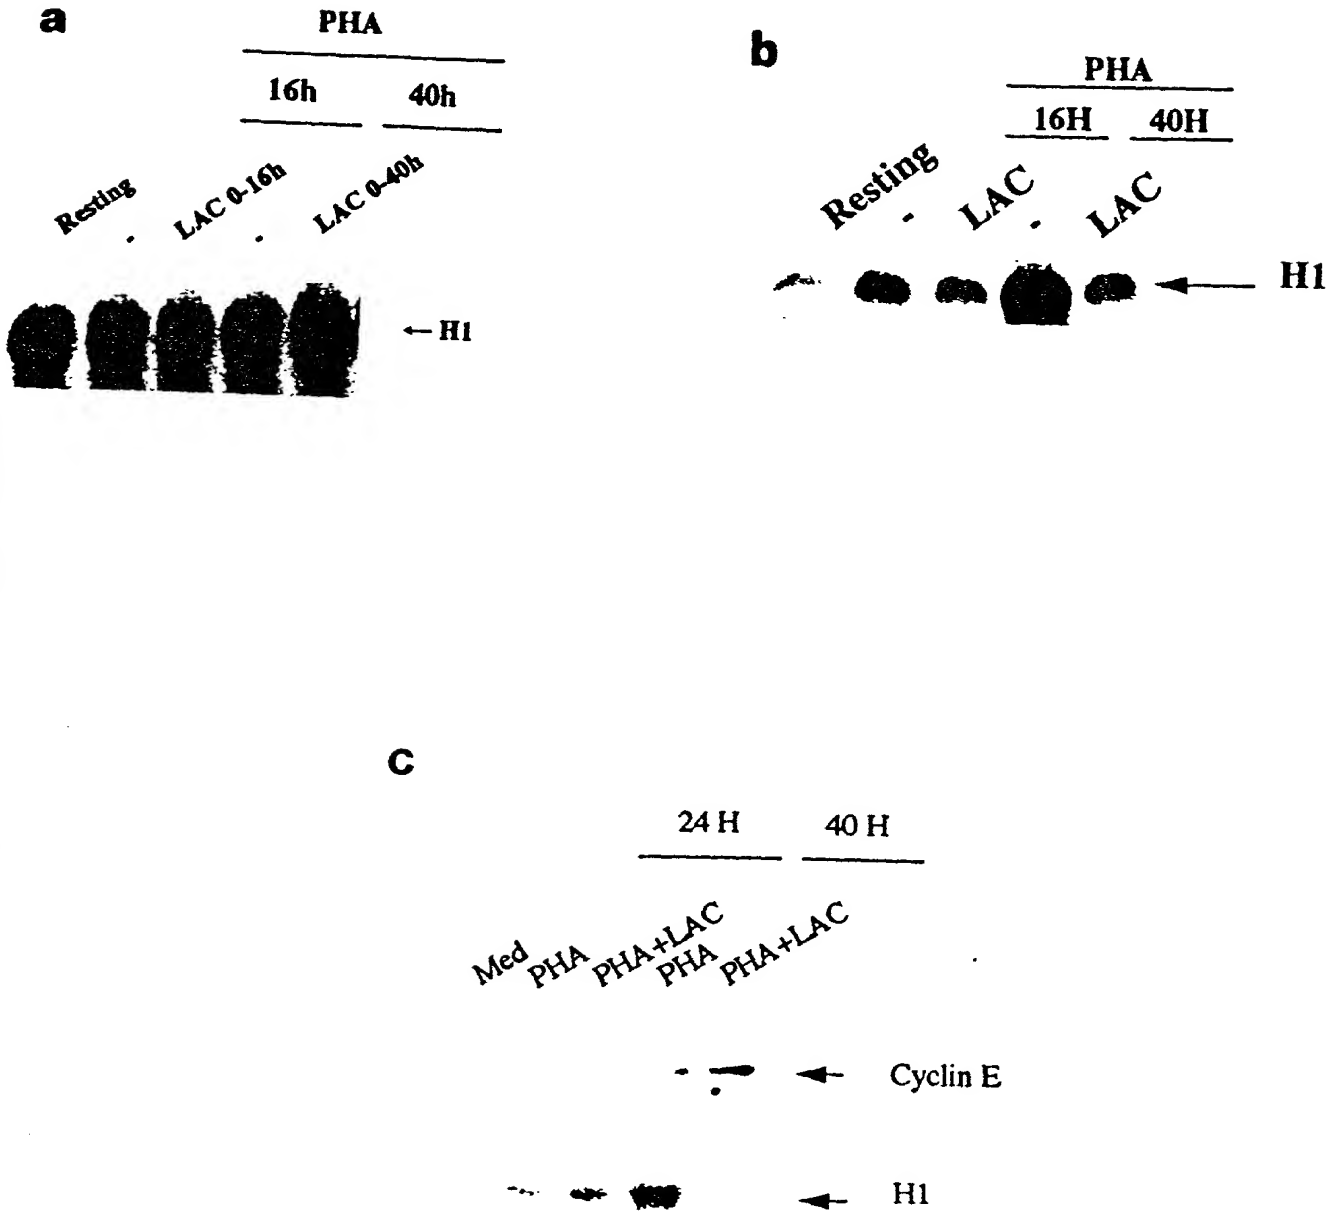 a
PHA
16h 40h
Resting - LAC 0-16h - LAC 0-40h
← H1
b
PHA
16H 40H
Resting - LAC - LAC
H1
c
24 H 40 H
Med PHA PHA+LAC PHA PHA+LAC
Cyclin E
H1